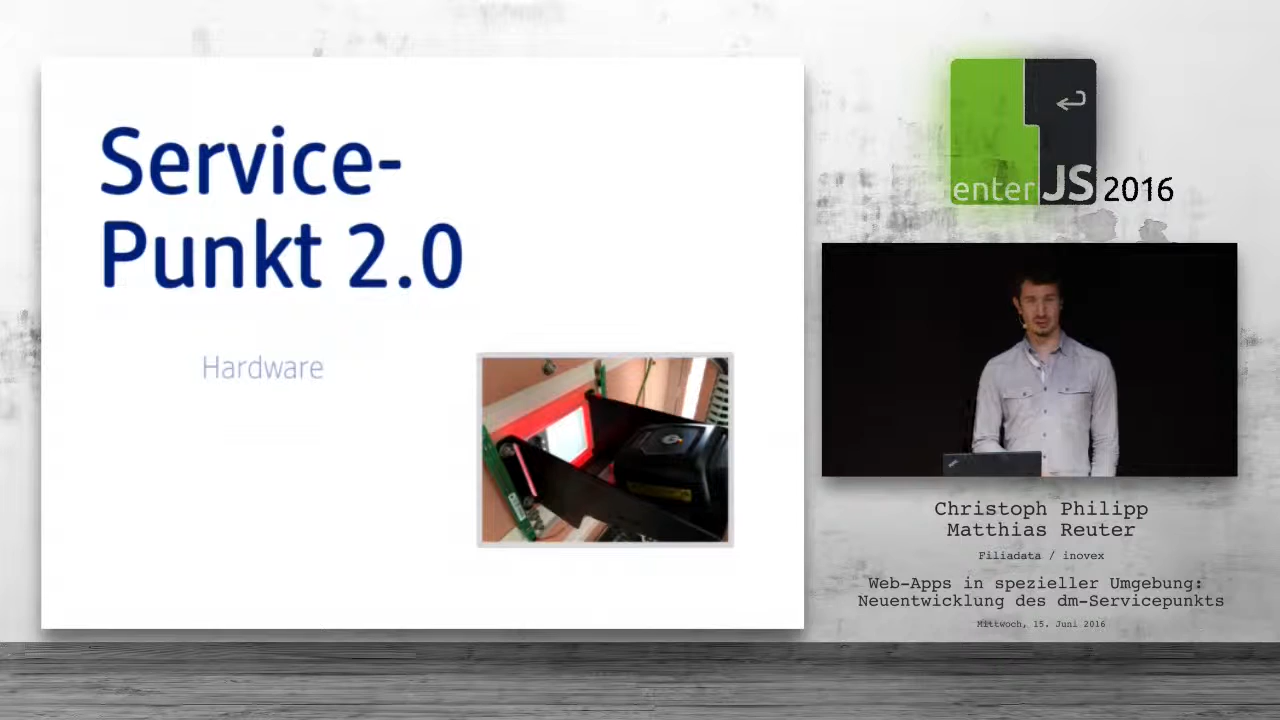 Service-
Punkt 2.0
Hardware
enter JS 2016
Christoph Philipp
Matthias Reuter
Filiadata / inovex
Web-Apps in spezieller Umgebung:
Neuentwicklung des dm-Servicepunkts
Mittwoch, 15. Juni 2016